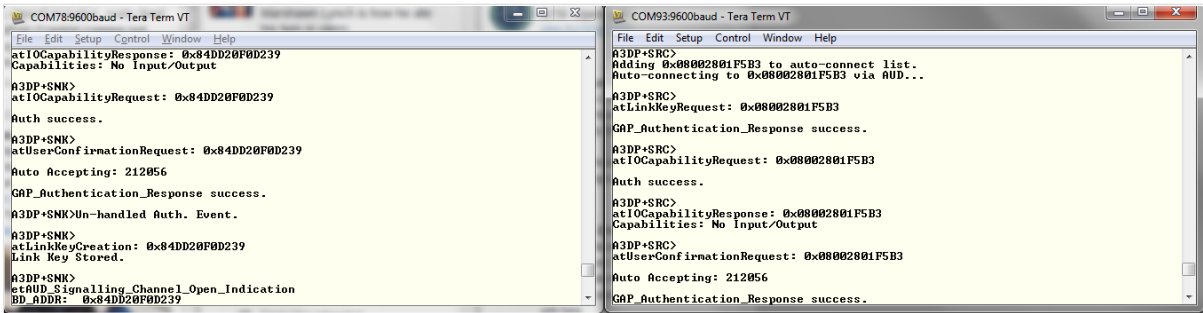 COM78:9600baud - Tera Term VT
File Edit Setup Control Window Help
atIOCapabilityResponse: 0x84DD20F0D239
Capabilities: No Input/Output
A3DP+SNK>
atIOCapabilityRequest: 0x84DD20F0D239
Auth success.
A3DP+SNK>
atUserConfirmationRequest: 0x84DD20F0D239
Auto Accepting: 212056
GAP_Authentication_Response success.
A3DP+SNK>Un-handled Auth. Event.
A3DP+SNK>
atLinkKeyCreation: 0x84DD20F0D239
Link Key Stored.
A3DP+SNK>
etAUD_Signalling_Channel_Open_Indication
BD_ADDR:  0x84DD20F0D239
COM93:9600baud - Tera Term VT
File Edit Setup Control Window Help
A3DP+SRC>
Adding 0x08002801F5B3 to auto-connect list.
Auto-connecting to 0x08002801F5B3 via AUD...
A3DP+SRC>
atLinkKeyRequest: 0x08002801F5B3
GAP_Authentication_Response success.
A3DP+SRC>
atIOCapabilityRequest: 0x08002801F5B3
Auth success.
A3DP+SRC>
atIOCapabilityResponse: 0x08002801F5B3
Capabilities: No Input/Output
A3DP+SRC>
atUserConfirmationRequest: 0x08002801F5B3
Auto Accepting: 212056
GAP_Authentication_Response success.